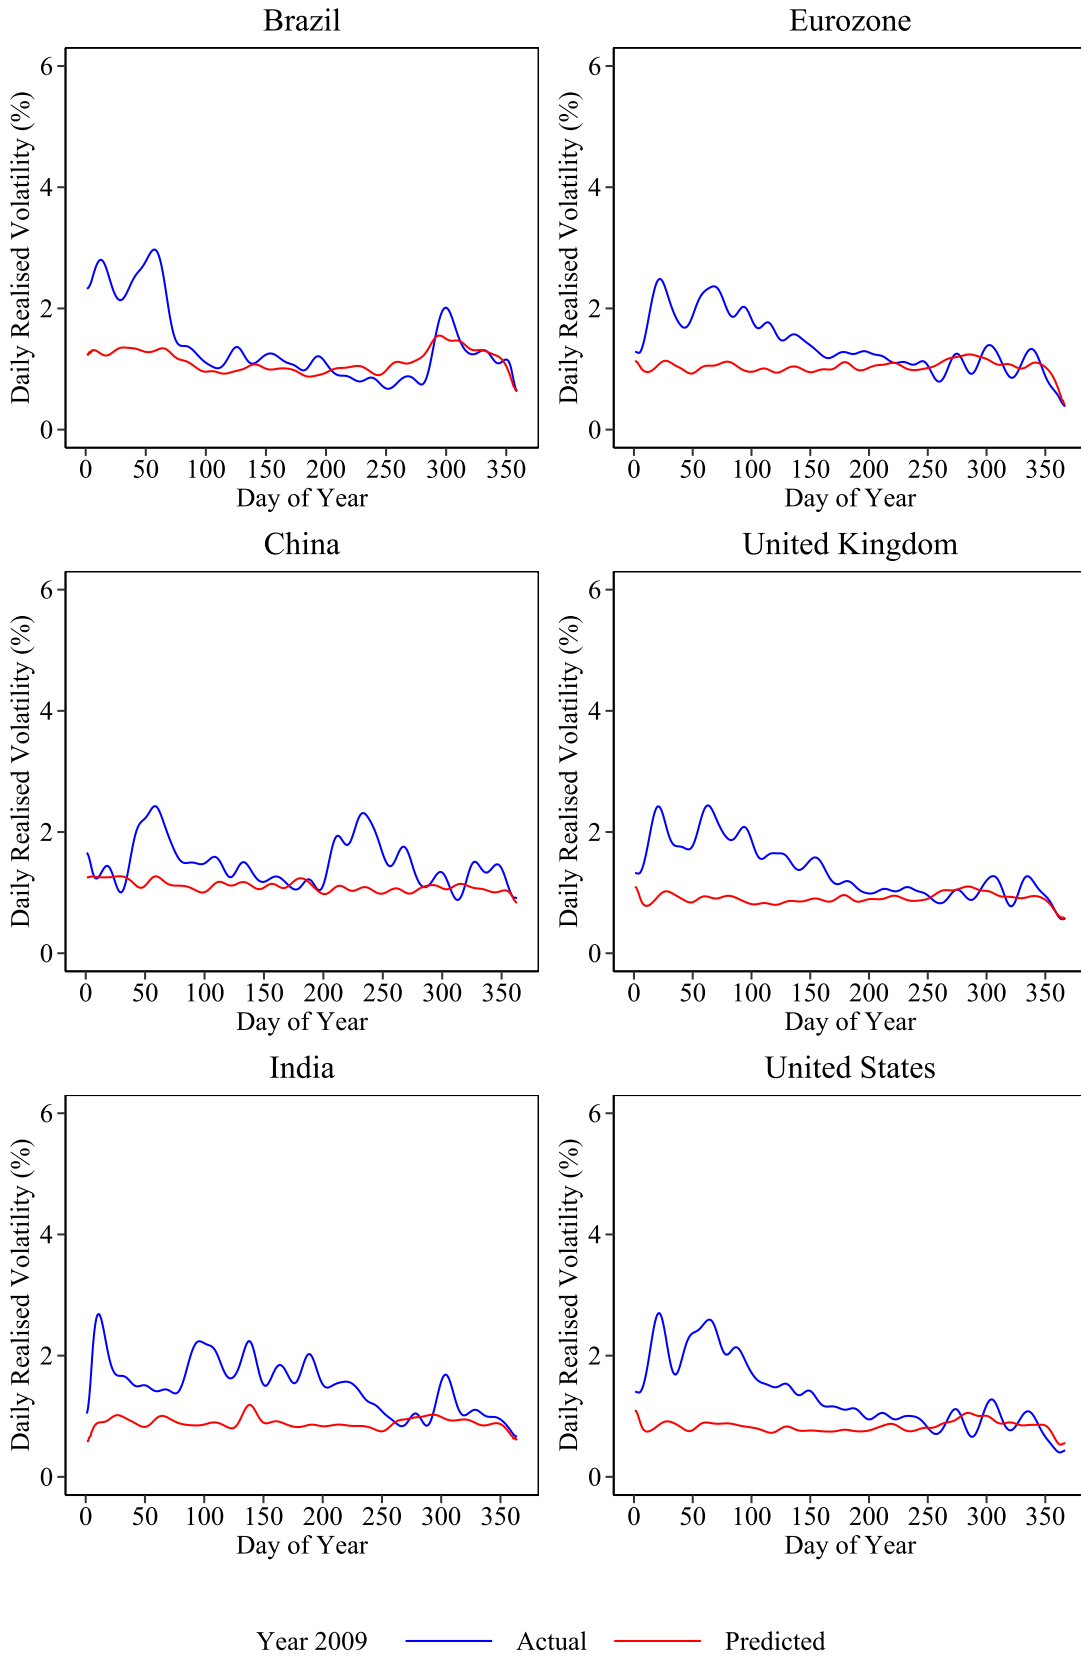 Brazil
Daily Realised Volatility (%)
6
4
2
0
0 50 100 150 200 250 300 350
Day of Year
Eurozone
Daily Realised Volatility (%)
6
4
2
0
0 50 100 150 200 250 300 350
Day of Year
China
Daily Realised Volatility (%)
6
4
2
0
0 50 100 150 200 250 300 350
Day of Year
United Kingdom
Daily Realised Volatility (%)
6
4
2
0
0 50 100 150 200 250 300 350
Day of Year
India
Daily Realised Volatility (%)
6
4
2
0
0 50 100 150 200 250 300 350
Day of Year
United States
Daily Realised Volatility (%)
6
4
2
0
0 50 100 150 200 250 300 350
Day of Year
Year 2009 Actual Predicted